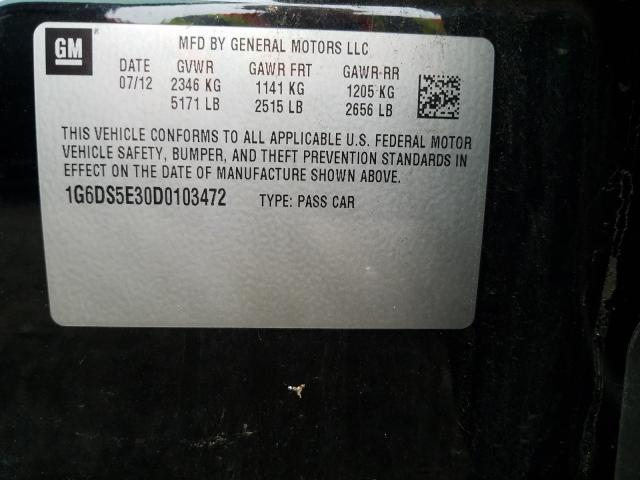 GM
MFD BY GENERAL MOTORS LLC
DATE GVWR GAWR FRT GAWR RR
07/12 2346 KG 1141 KG 1205 KG
5171 LB 2515 LB 2656 LB
THIS VEHICLE CONFORMS TO ALL APPLICABLE U.S. FEDERAL MOTOR
VEHICLE SAFETY, BUMPER, AND THEFT PREVENTION STANDARDS IN
EFFECT ON THE DATE OF MANUFACTURE SHOWN ABOVE.
1G6DS5E30D0103472 TYPE: PASS CAR